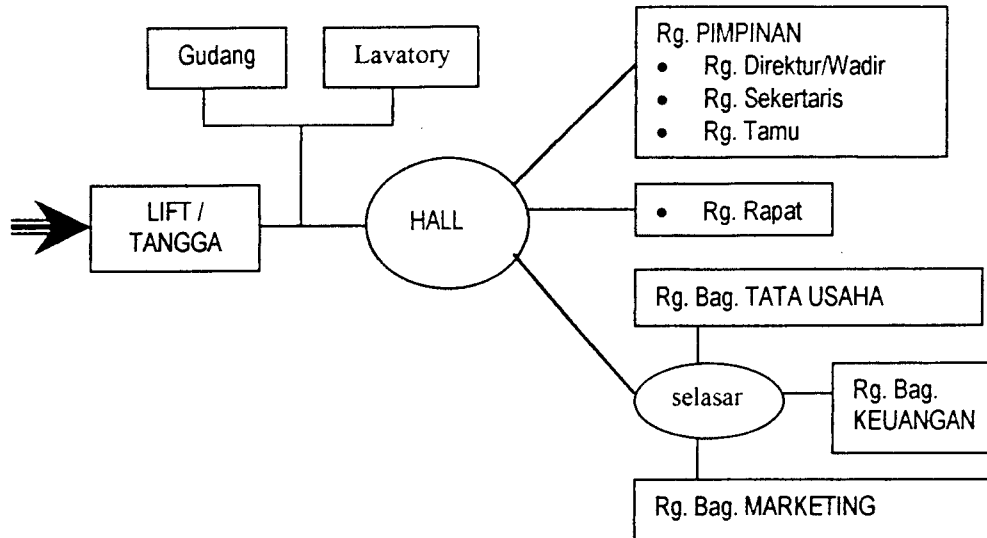 Gudang
Lavatory
Rg. PIMPINAN
• Rg. Direktur/Wadir
• Rg. Sekertaris
• Rg. Tamu
LIFT /
TANGGA
HALL
• Rg. Rapat
Rg. Bag. TATA USAHA
selasar
Rg. Bag.
KEUANGAN
Rg. Bag. MARKETING